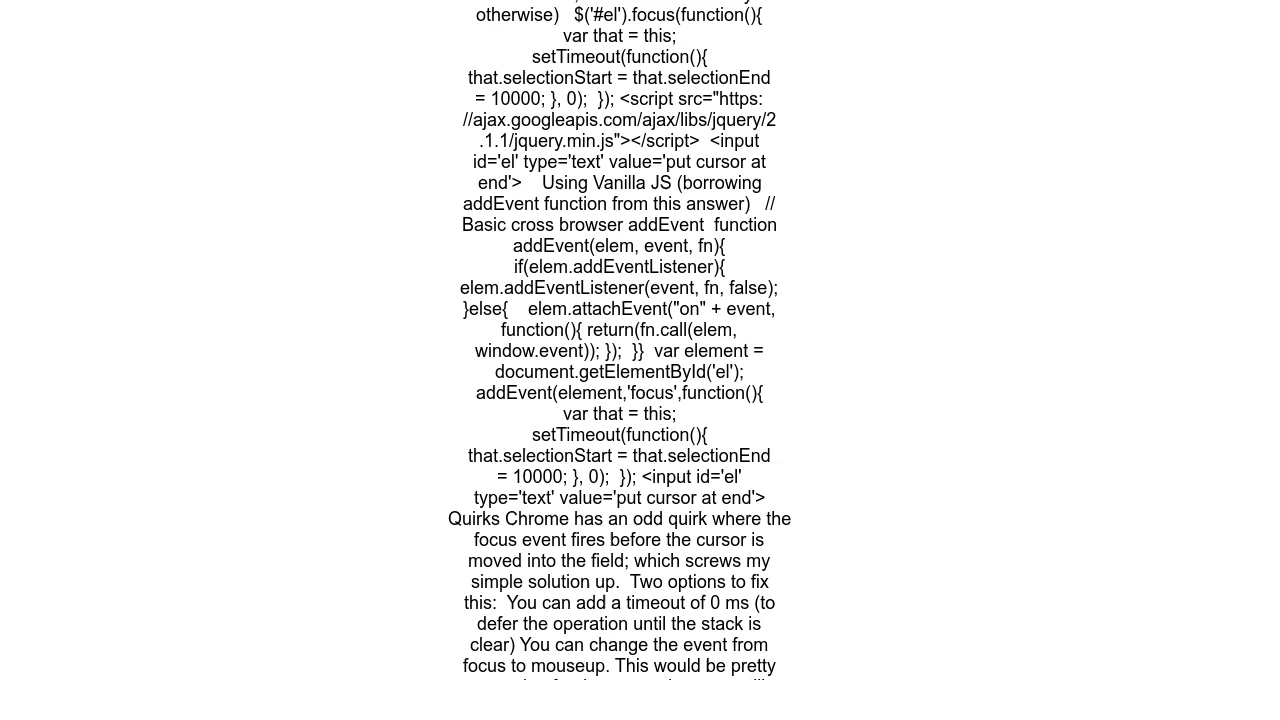 otherwise)   $('#el').focus(function(){
var that = this;
setTimeout(function(){
that.selectionStart = that.selectionEnd
= 10000; }, 0);  }); <script src="https:
//ajax.googleapis.com/ajax/libs/jquery/2
.1.1/jquery.min.js"></script>  <input
id='el' type='text' value='put cursor at
end'>    Using Vanilla JS (borrowing
addEvent function from this answer)   //
Basic cross browser addEvent  function
addEvent(elem, event, fn){
if(elem.addEventListener){
elem.addEventListener(event, fn, false);
}else{    elem.attachEvent("on" + event,
function(){ return(fn.call(elem,
window.event)); });  }}  var element =
document.getElementById('el');
addEvent(element,'focus',function(){
var that = this;
setTimeout(function(){
that.selectionStart = that.selectionEnd
= 10000; }, 0);  }); <input id='el'
type='text' value='put cursor at end'>
Quirks Chrome has an odd quirk where the
focus event fires before the cursor is
moved into the field; which screws my
simple solution up.  Two options to fix
this:  You can add a timeout of 0 ms (to
defer the operation until the stack is
clear) You can change the event from
focus to mouseup. This would be pretty